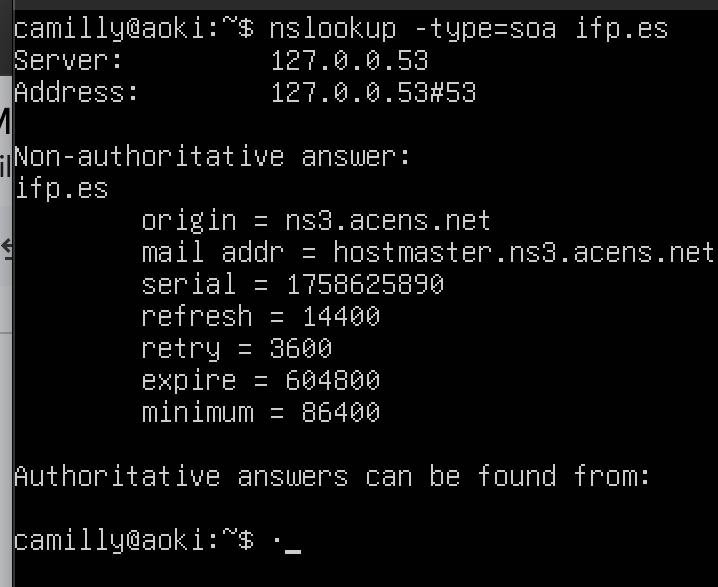 camilly@aoki:~$ nslookup -type=soa ifp.es
Server:         127.0.0.53
Address:        127.0.0.53#53

Non-authoritative answer:
ifp.es
        origin = ns3.acens.net
        mail addr = hostmaster.ns3.acens.net
        serial = 1758625890
        refresh = 14400
        retry = 3600
        expire = 604800
        minimum = 86400

Authoritative answers can be found from:

camilly@aoki:~$ ·_